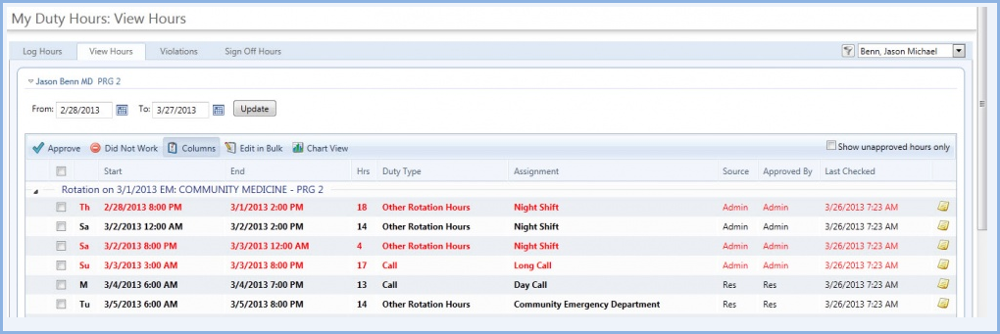 My Duty Hours: View Hours
Log Hours View Hours Violations Sign Off Hours Benn, Jason Michael
Jason Benn MD PRG 2
From: 2/28/2013 To: 3/27/2013 Update
Approve Did Not Work Columns Edit in Bulk Chart View Show unapproved hours only
Start End Hrs Duty Type Assignment Source Approved By Last Checked
Rotation on 3/1/2013 EM: COMMUNITY MEDICINE - PRG 2
Th 2/28/2013 8:00 PM 3/1/2013 2:00 PM 18 Other Rotation Hours Night Shift Admin Admin 3/26/2013 7:23 AM
Sa 3/2/2013 12:00 AM 3/2/2013 2:00 PM 14 Other Rotation Hours Night Shift Admin Admin 3/26/2013 7:23 AM
Sa 3/2/2013 8:00 PM 3/3/2013 12:00 AM 4 Other Rotation Hours Night Shift Admin Admin 3/26/2013 7:23 AM
Su 3/3/2013 3:00 AM 3/3/2013 8:00 PM 17 Call Long Call Admin Admin 3/26/2013 7:23 AM
M 3/4/2013 6:00 AM 3/4/2013 7:00 PM 13 Call Day Call Res Res 3/26/2013 7:23 AM
Tu 3/5/2013 6:00 AM 3/5/2013 8:00 PM 14 Other Rotation Hours Community Emergency Department Res Res 3/26/2013 7:23 AM